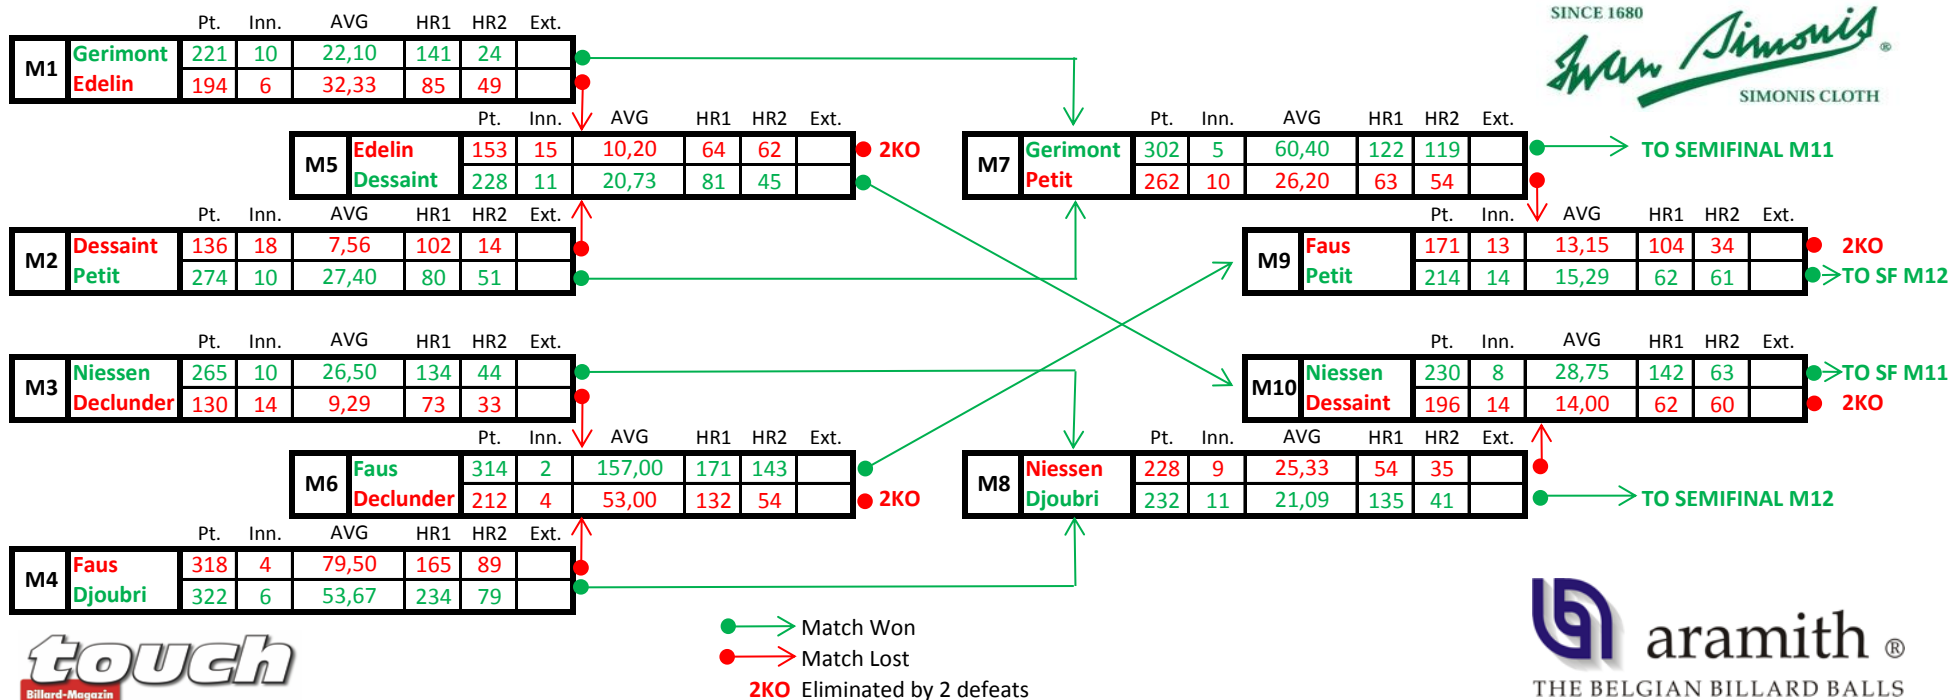 Pt. Inn. AVG HR1 HR2 Ext.
M1
Gerimont 221 10 22,10 141 24
Edelin 194 6 32,33 85 49
SINCE 1680
Iwan Simonis ®
SIMONIS CLOTH
Pt. Inn. AVG HR1 HR2 Ext.
M5
Edelin 153 15 10,20 64 62
2KO
Dessaint 228 11 20,73 81 45
Pt. Inn. AVG HR1 HR2 Ext.
M7
Gerimont 302 5 60,40 122 119
TO SEMIFINAL M11
Petit 262 10 26,20 63 54
Pt. Inn. AVG HR1 HR2 Ext.
M2
Dessaint 136 18 7,56 102 14
Petit 274 10 27,40 80 51
Pt. Inn. AVG HR1 HR2 Ext.
M9
Faus 171 13 13,15 104 34
2KO
Petit 214 14 15,29 62 61
TO SF M12
Pt. Inn. AVG HR1 HR2 Ext.
M3
Niessen 265 10 26,50 134 44
Declunder 130 14 9,29 73 33
Pt. Inn. AVG HR1 HR2 Ext.
M10
Niessen 230 8 28,75 142 63
TO SF M11
Dessaint 196 14 14,00 62 60
2KO
Pt. Inn. AVG HR1 HR2 Ext.
M6
Faus 314 2 157,00 171 143
Declunder 212 4 53,00 132 54
2KO
Pt. Inn. AVG HR1 HR2 Ext.
M8
Niessen 228 9 25,33 54 35
Djoubri 232 11 21,09 135 41
TO SEMIFINAL M12
Pt. Inn. AVG HR1 HR2 Ext.
M4
Faus 318 4 79,50 165 89
Djoubri 322 6 53,67 234 79
touch
Billard-Magazin
Match Won
Match Lost
2KO Eliminated by 2 defeats
aramith ®
THE BELGIAN BILLARD BALLS